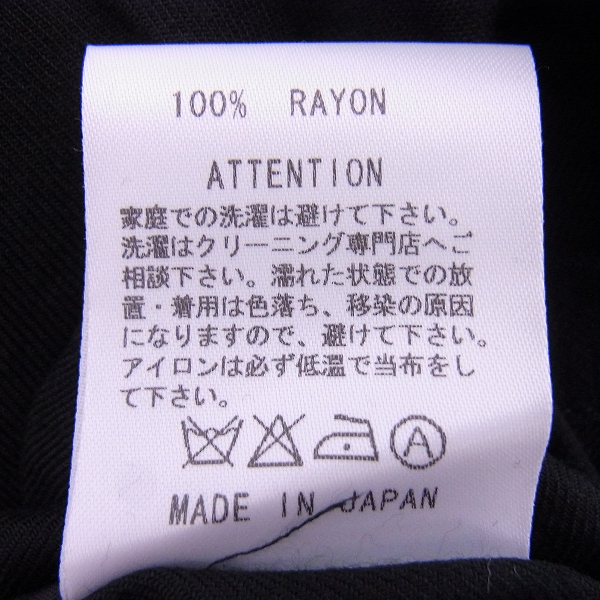 100% RAYON
ATTENTION
家庭での洗濯は避けて下さい。
洗濯はクリーニング専門店へご
相談下さい。濡れた状態での放
置・着用は色落ち、移染の原因
になりますので、避けて下さい。
アイロンは必ず低温で当布をし
て下さい。
A
MADE IN JAPAN